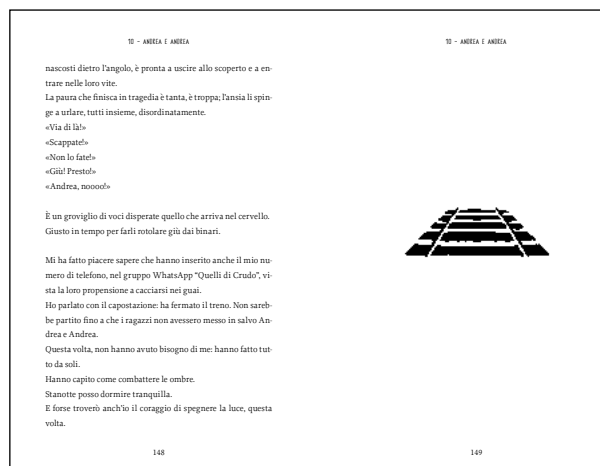 10 - ANDREA E ANDREA
nascosti dietro l'angolo, è pronta a uscire allo scoperto e a en-
trare nelle loro vite.
La paura che finisca in tragedia è tanta, è troppa; l'ansia li spin-
ge a urlare, tutti insieme, disordinatamente.
«Via di là!»
«Scappate!»
«Non lo fate!»
«Giù! Presto!»
«Andrea, noooo!»
È un groviglio di voci disperate quello che arriva nel cervello.
Giusto in tempo per farli rotolare giù dai binari.
Mi ha fatto piacere sapere che hanno inserito anche il mio nu-
mero di telefono, nel gruppo WhatsApp “Quelli di Crudo”, vi-
sta la loro propensione a cacciarsi nei guai.
Ho parlato con il capostazione: ha fermato il treno. Non sareb-
be partito fino a che i ragazzi non avessero messo in salvo An-
drea e Andrea.
Questa volta, non hanno avuto bisogno di me: hanno fatto tut-
to da soli.
Hanno capito come combattere le ombre.
Stanotte posso dormire tranquilla.
E forse troverò anch'io il coraggio di spegnere la luce, questa
volta.
148
10 - ANDREA E ANDREA
149